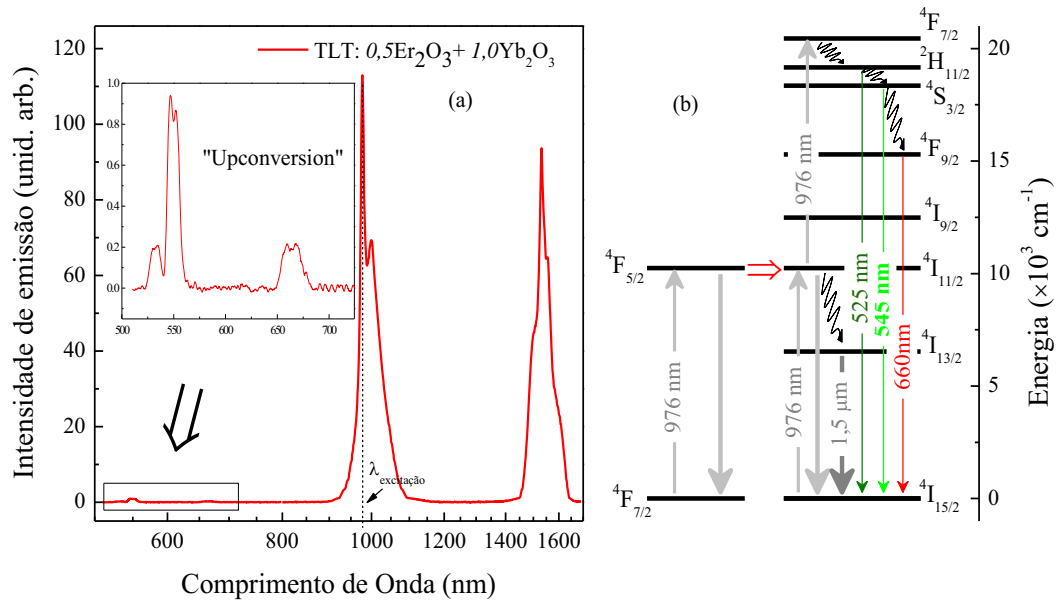 TLT: 0,5Er2O3+ 1,0Yb2O3
(a)
"Upconversion"
1.0
0.8
0.6
0.4
0.2
0.0
500 550 600 650 700
Intensidade de emissão (unid. arb.)
120
100
80
60
40
20
0
λexcitação
600 800 1000 1200 1400 1600
Comprimento de Onda (nm)
(b)
4F7/2
2H11/2
4S3/2
4F9/2
4I9/2
4I11/2
4I13/2
4I15/2
4F5/2
4F7/2
976 nm
976 nm
976 nm
1,5 μm
525 nm
545 nm
660nm
20
15
10
5
0
Energia (×10³ cm⁻¹)